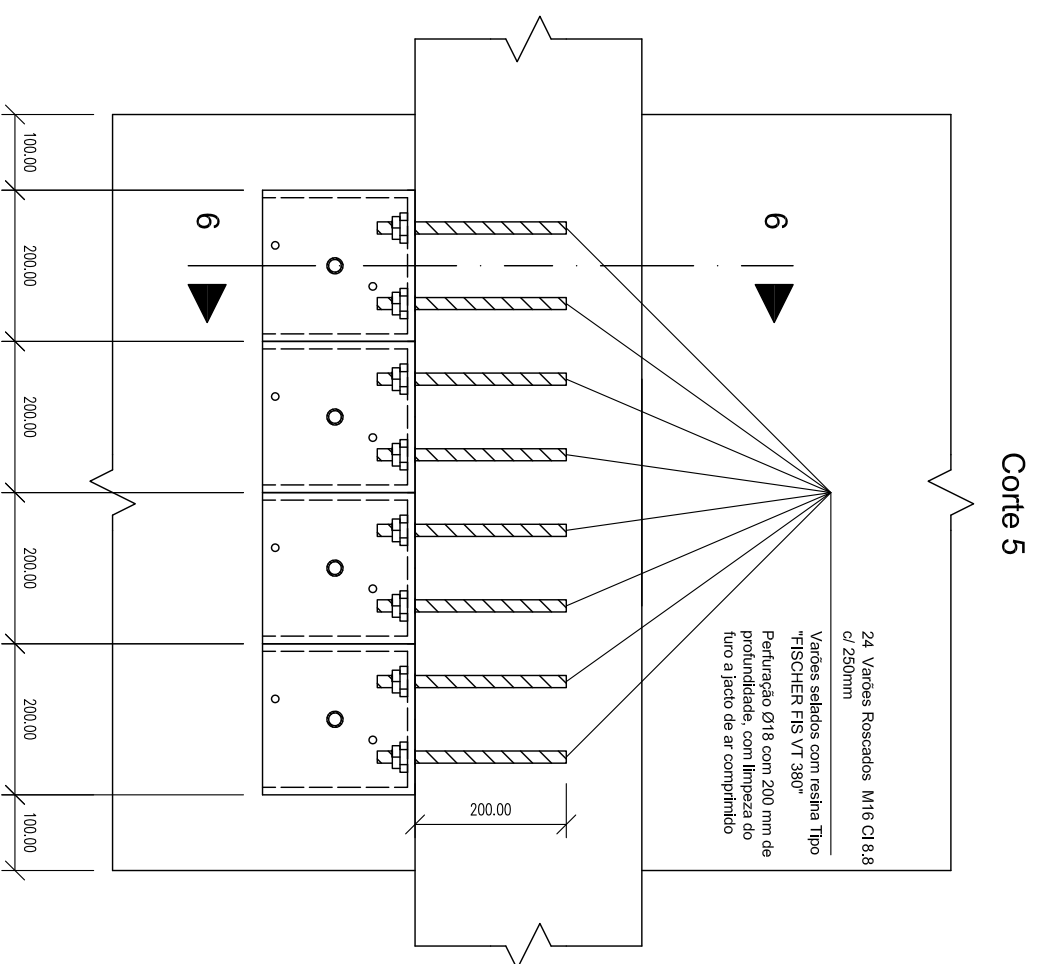 Corte 5
24 Varões Roscados M16 Cl 8.8
c/ 250mm
Varões selados com resina Tipo
"FISCHER FIS VT 380"
Perfuração Ø18 com 200 mm de
profundidade, com limpeza do
furo a jacto de ar comprimido
6
6
200.00
100.00
200.00
200.00
200.00
200.00
100.00